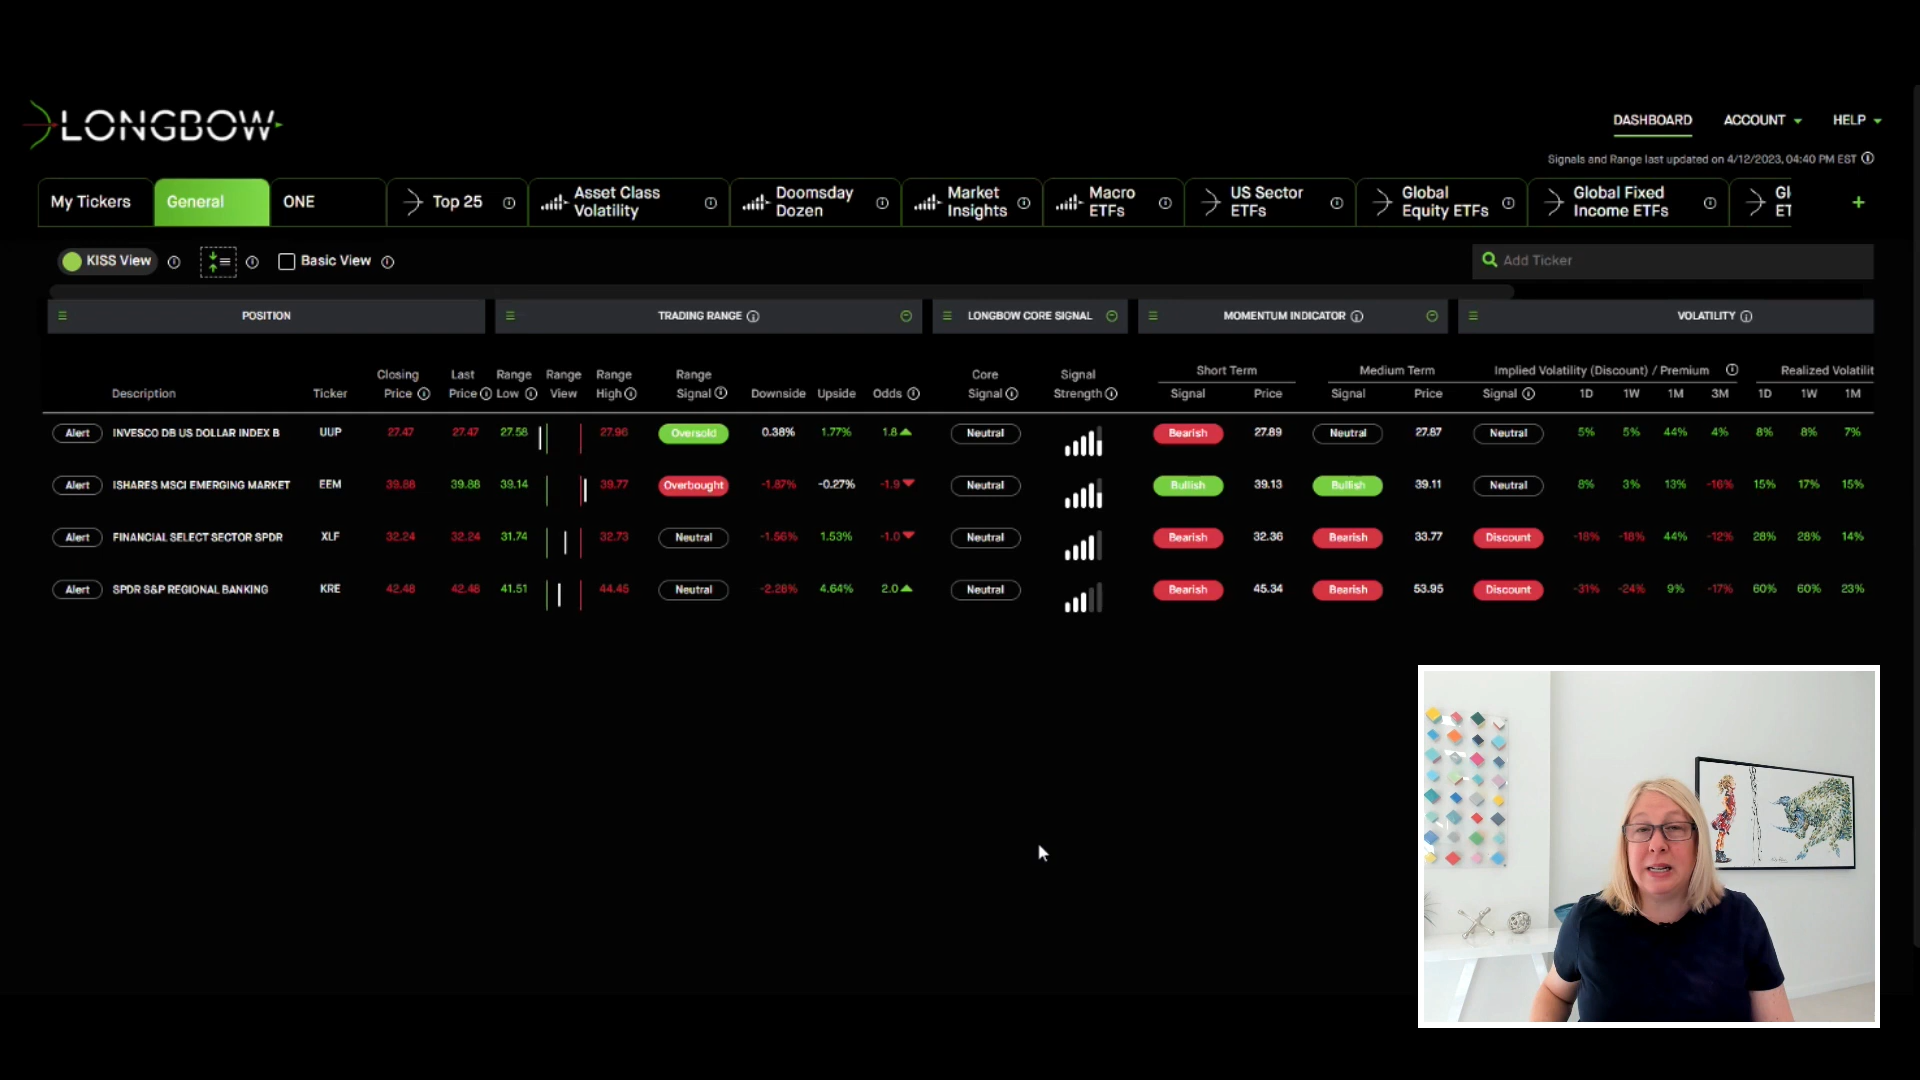 LONGBOW
DASHBOARD ACCOUNT HELP
Signals and Range last updated on 4/12/2023, 04:40 PM EST
My Tickers General ONE Top 25 Asset Class Volatility Doomsday Dozen Market Insights Macro ETFs US Sector ETFs Global Equity ETFs Global Fixed Income ETFs Gl ET +
KISS View Basic View Add Ticker
POSITION TRADING RANGE LONGBOW CORE SIGNAL MOMENTUM INDICATOR VOLATILITY
Short Term Medium Term Implied Volatility (Discount) / Premium Realized Volatilit
Description Ticker Closing Price Last Price Range Low Range View Range High Range Signal Downside Upside Odds Core Signal Signal Strength Signal Price Signal Price Signal 1D 1W 1M 3M 1D 1W 1M
Alert INVESCO DB US DOLLAR INDEX B UUP 27.47 27.47 27.58 27.96 Oversold 0.38% 1.77% 1.8 Neutral Bearish 27.89 Neutral 27.87 Neutral 5% 5% 44% 4% 8% 8% 7%
Alert ISHARES MSCI EMERGING MARKET EEM 39.88 39.88 39.14 39.77 Overbought -1.87% -0.27% -1.9 Neutral Bullish 39.13 Bullish 39.11 Neutral 8% 3% 13% -16% 15% 17% 15%
Alert FINANCIAL SELECT SECTOR SPDR XLF 32.24 32.24 31.74 32.73 Neutral -1.56% 1.53% -1.0 Neutral Bearish 32.36 Bearish 33.77 Discount -18% -18% 44% -12% 28% 28% 14%
Alert SPDR S&P REGIONAL BANKING KRE 42.48 42.48 41.51 44.45 Neutral -2.28% 4.64% 2.0 Neutral Bearish 45.34 Bearish 53.95 Discount -31% -24% 9% -17% 60% 60% 23%